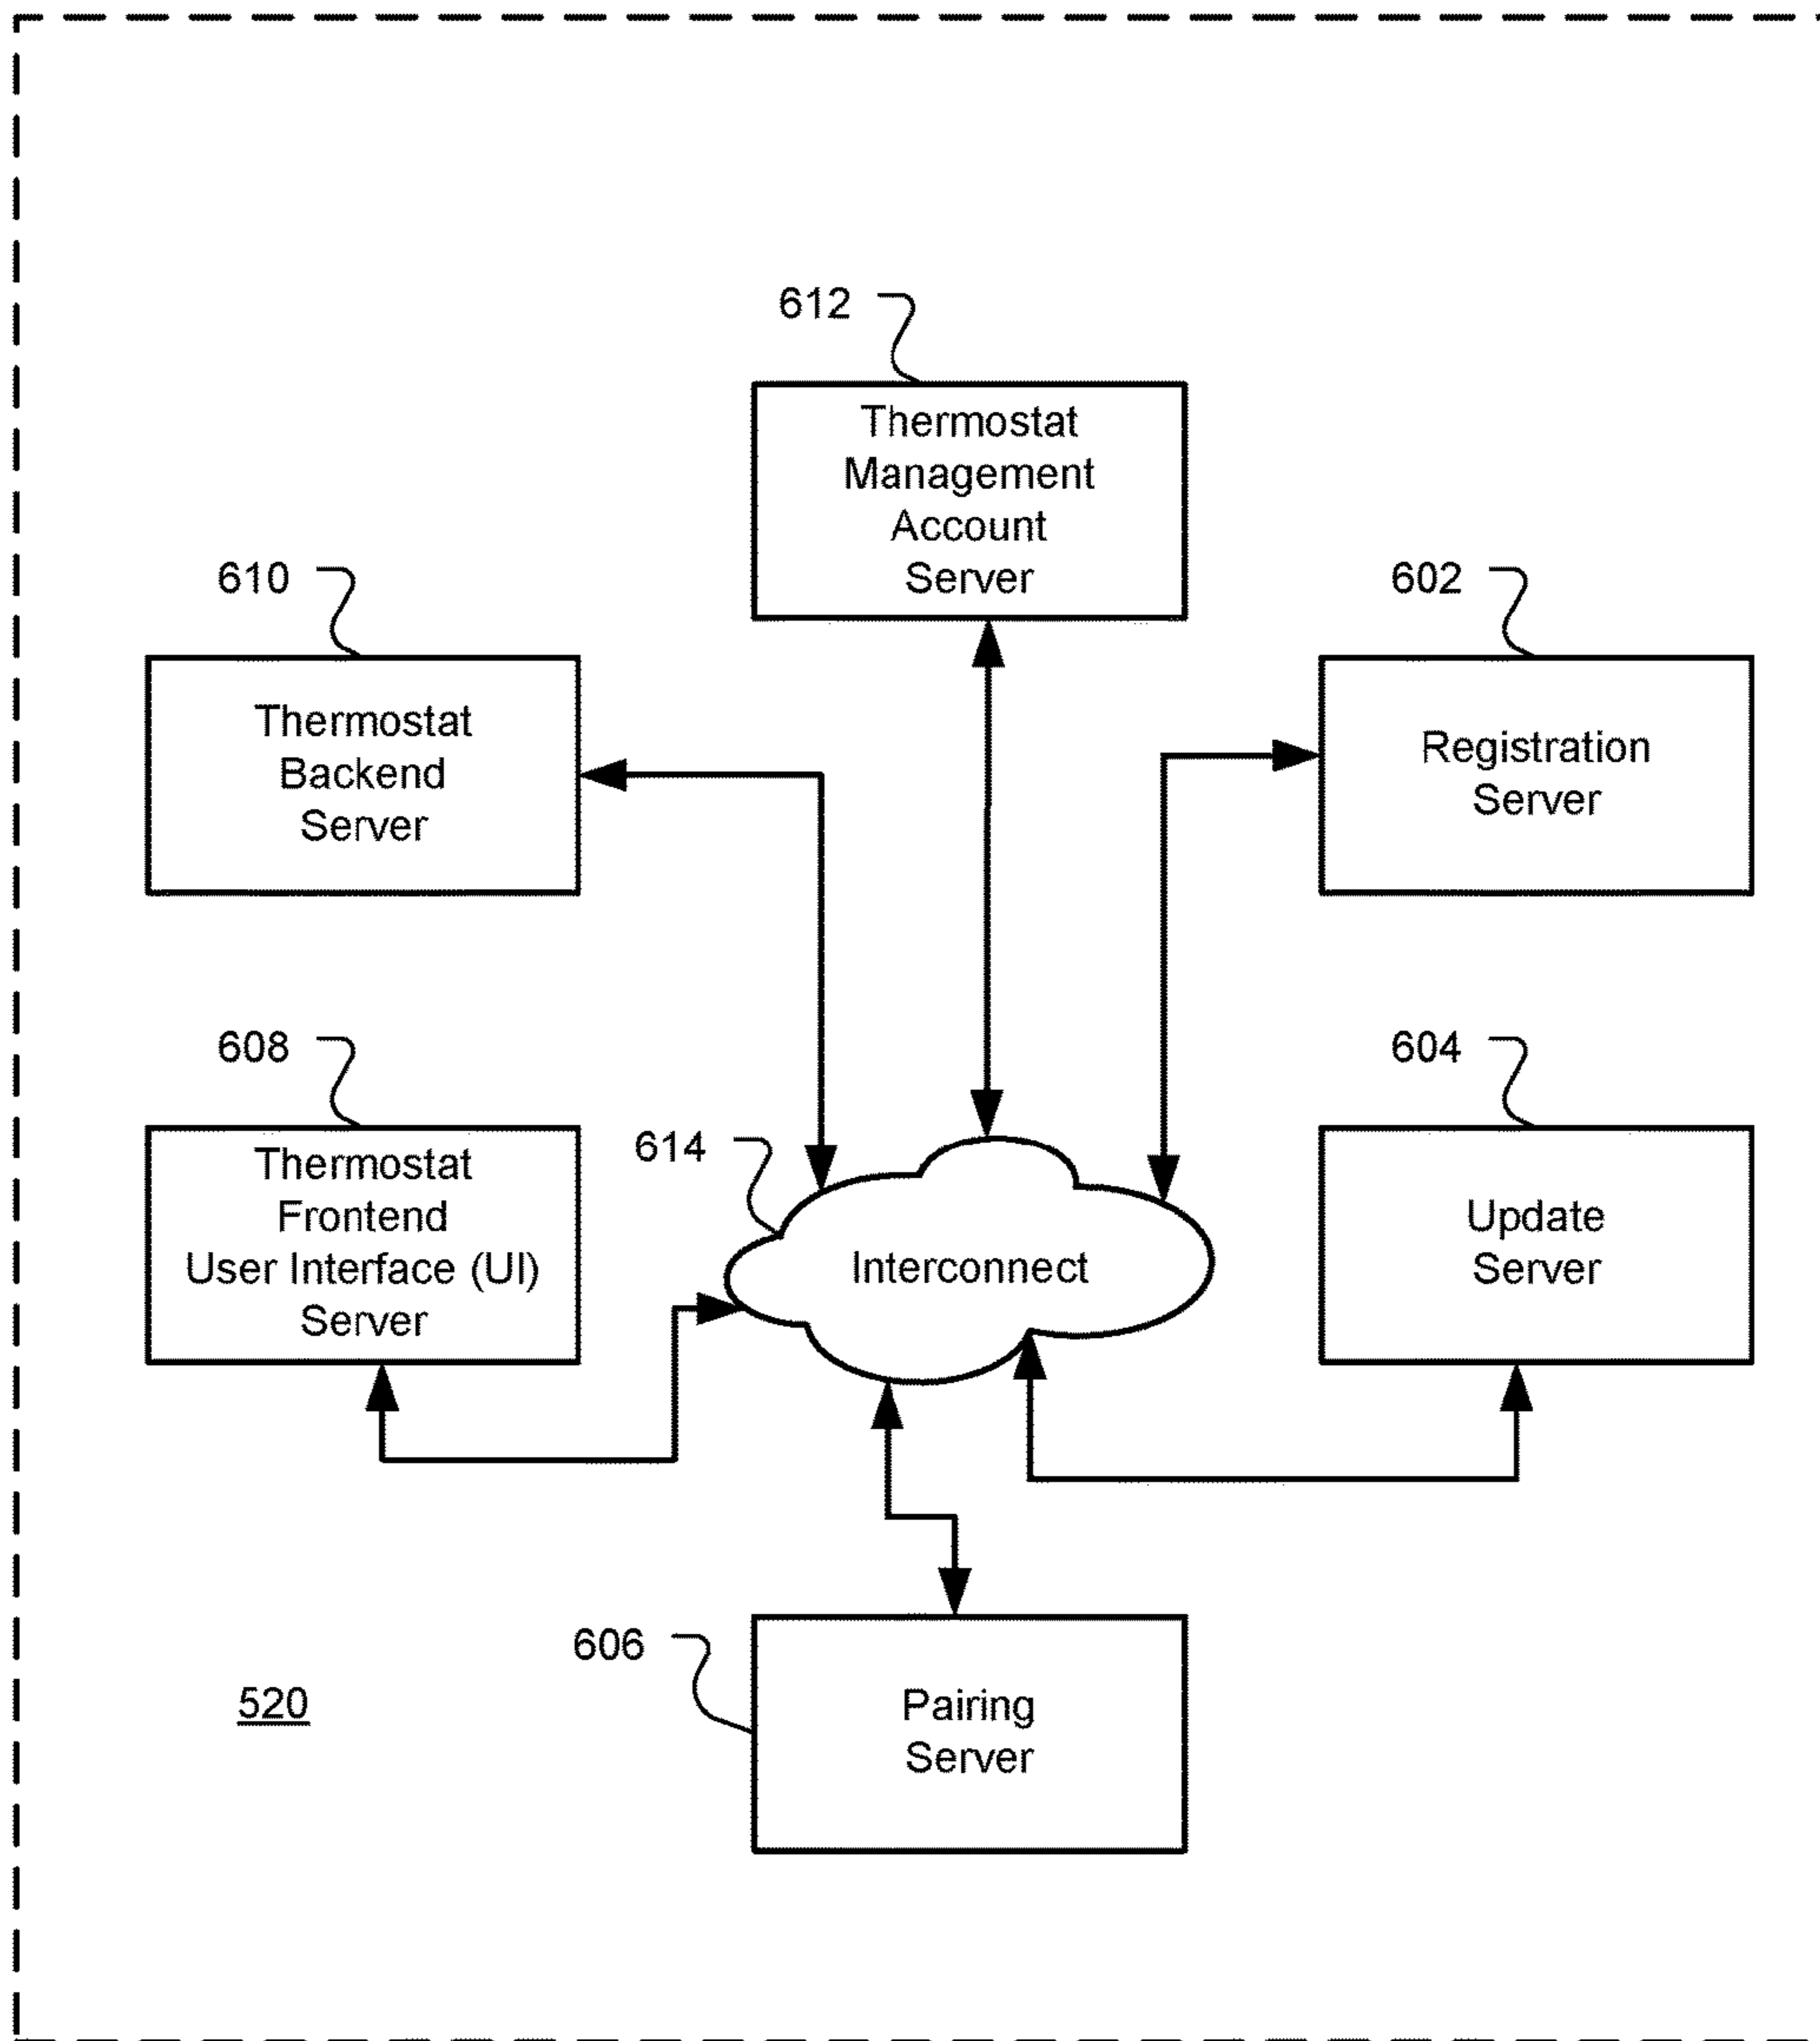 612
Thermostat
Management
Account
Server
610
Thermostat
Backend
Server
602
Registration
Server
608
Thermostat
Frontend
User Interface (UI)
Server
614
Interconnect
604
Update
Server
606
Pairing
Server
520